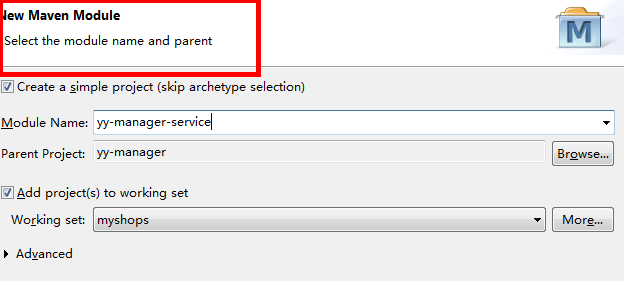 New Maven Module
Select the module name and parent
M
Create a simple project (skip archetype selection)
Module Name: yy-manager-service
Parent Project: yy-manager Browse...
Add project(s) to working set
Working set: myshops More...
Advanced